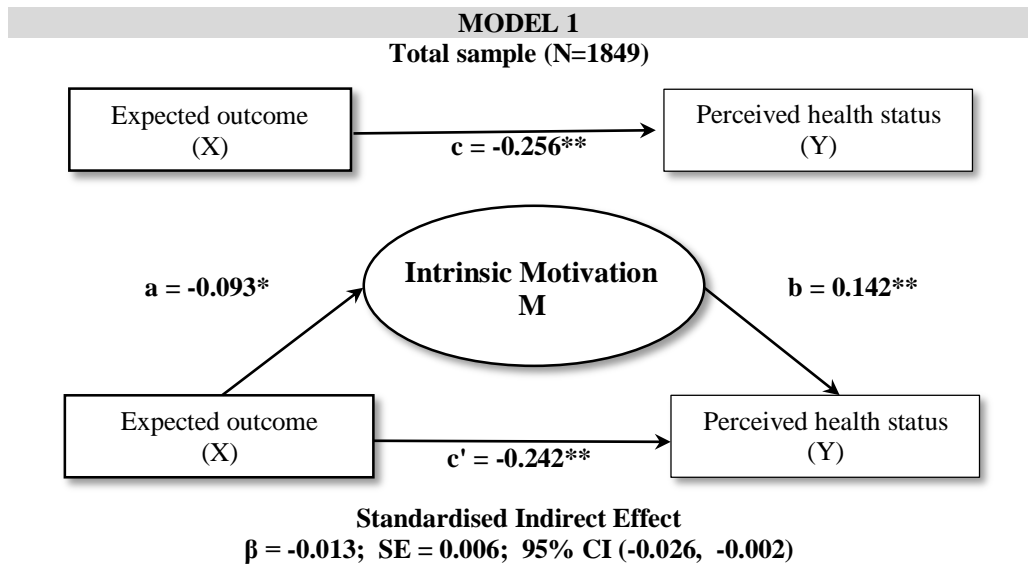 MODEL 1
Total sample (N=1849)
Expected outcome
(X)
c = -0.256**
Perceived health status
(Y)
a = -0.093*
Intrinsic Motivation
M
b = 0.142**
Expected outcome
(X)
c' = -0.242**
Perceived health status
(Y)
Standardised Indirect Effect
β = -0.013; SE = 0.006; 95% CI (-0.026, -0.002)